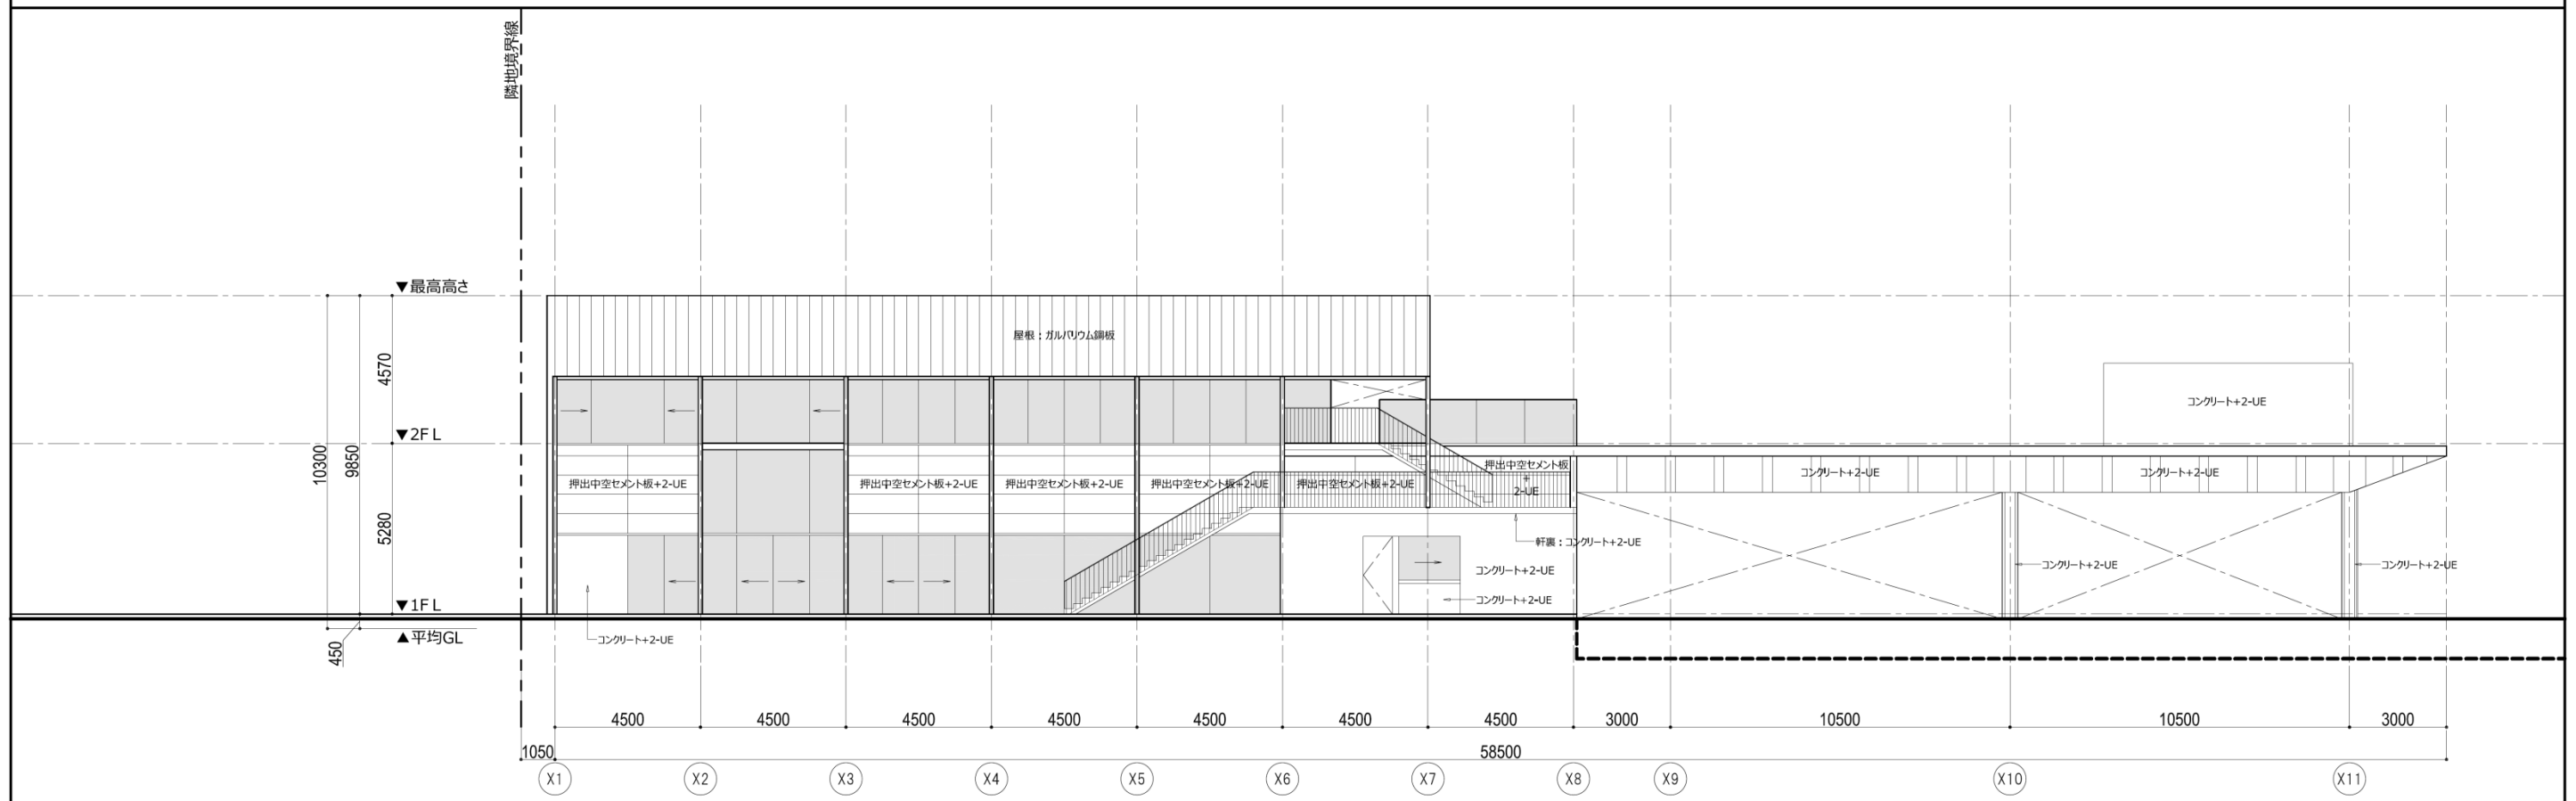 隣地境界線
▼最高高さ
屋根：ガルバリウム鋼板
4570
コンクリート+2-UE
▼2F L
10300
9850
押出中空セメント板
+
2-UE
コンクリート+2-UE
コンクリート+2-UE
押出中空セメント板+2-UE
押出中空セメント板+2-UE
押出中空セメント板+2-UE
押出中空セメント板+2-UE
押出中空セメント板+2-UE
5280
軒裏：コンクリート+2-UE
コンクリート+2-UE
コンクリート+2-UE
コンクリート+2-UE
コンクリート+2-UE
▼1F L
▲平均GL
450
コンクリート+2-UE
4500
4500
4500
4500
4500
4500
4500
3000
10500
10500
3000
1050
58500
X1
X2
X3
X4
X5
X6
X7
X8
X9
X10
X11